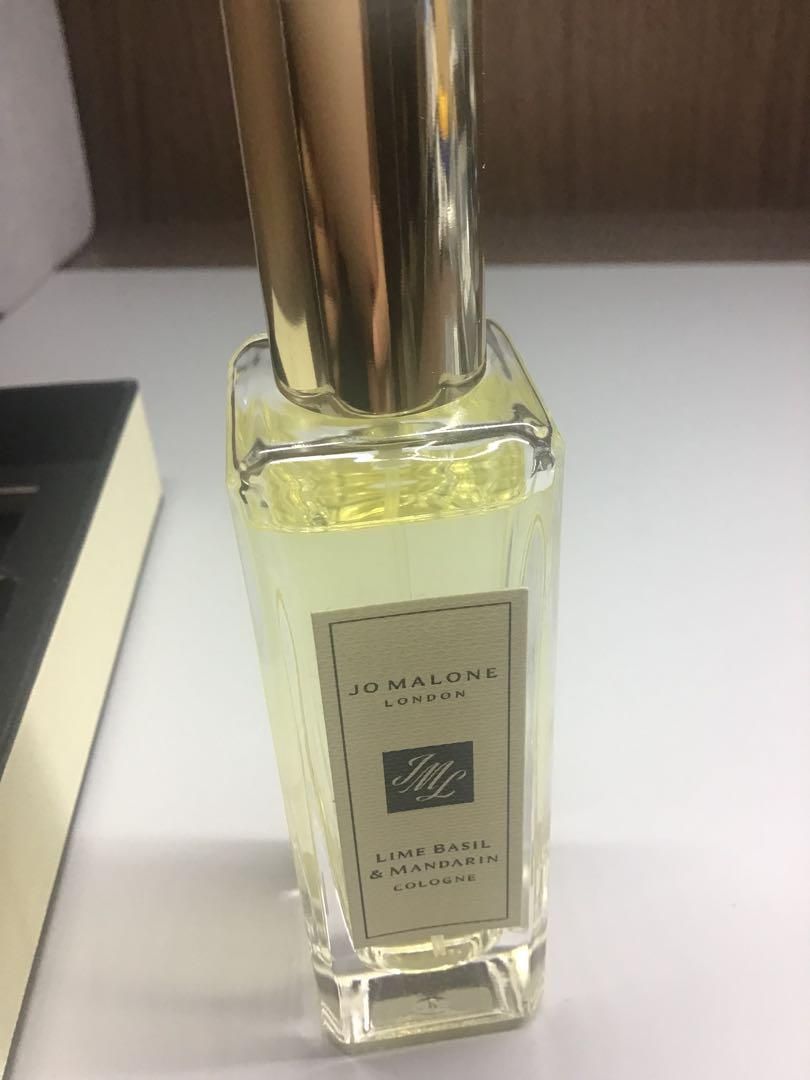 JO MALONE
LONDON
JML
LIME BASIL
& MANDARIN
COLOGNE